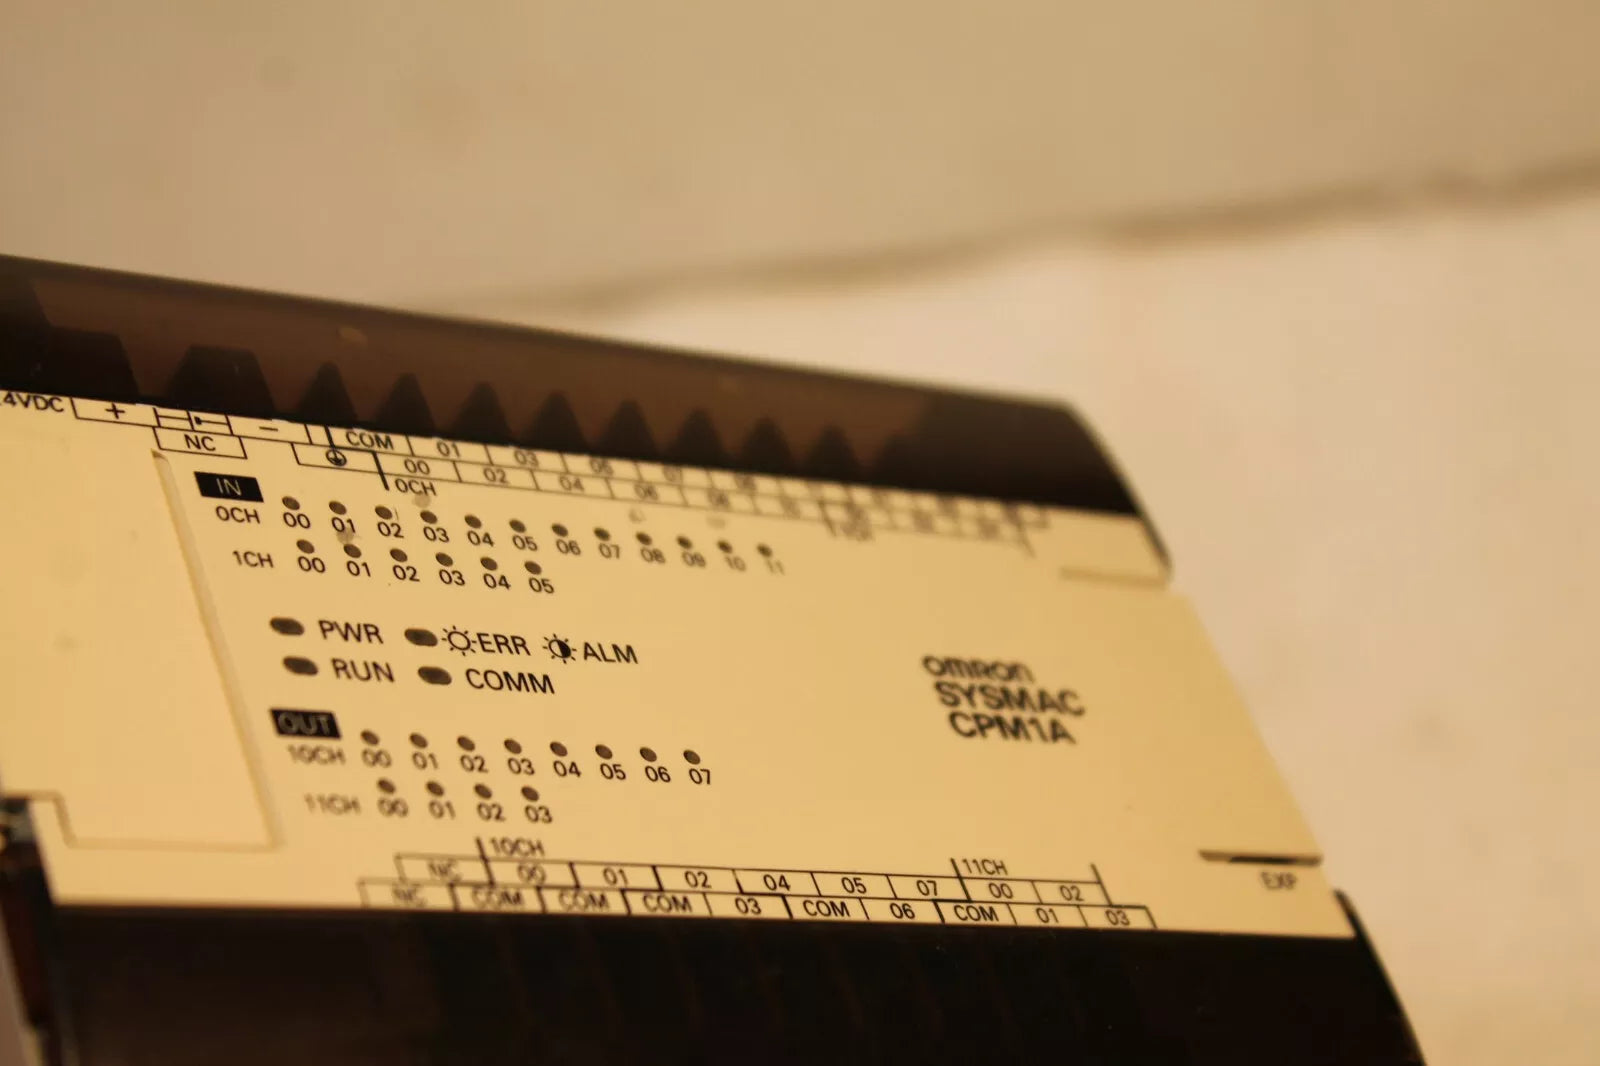 4VDC + -
NC COM 01 03 05 07
00 02 04 06 08
0CH
IN
0CH 00 01 02 03 04 05 06 07 08 09 10 11
1CH 00 01 02 03 04 05
PWR ERR ALM
RUN COMM
omron
SYSMAC
CPM1A
OUT
10CH 00 01 02 03 04 05 06 07
11CH 00 01 02 03
10CH 11CH
NC 00 01 02 04 05 07 00 02
NC COM COM COM 03 COM 06 COM 01 03
EXP